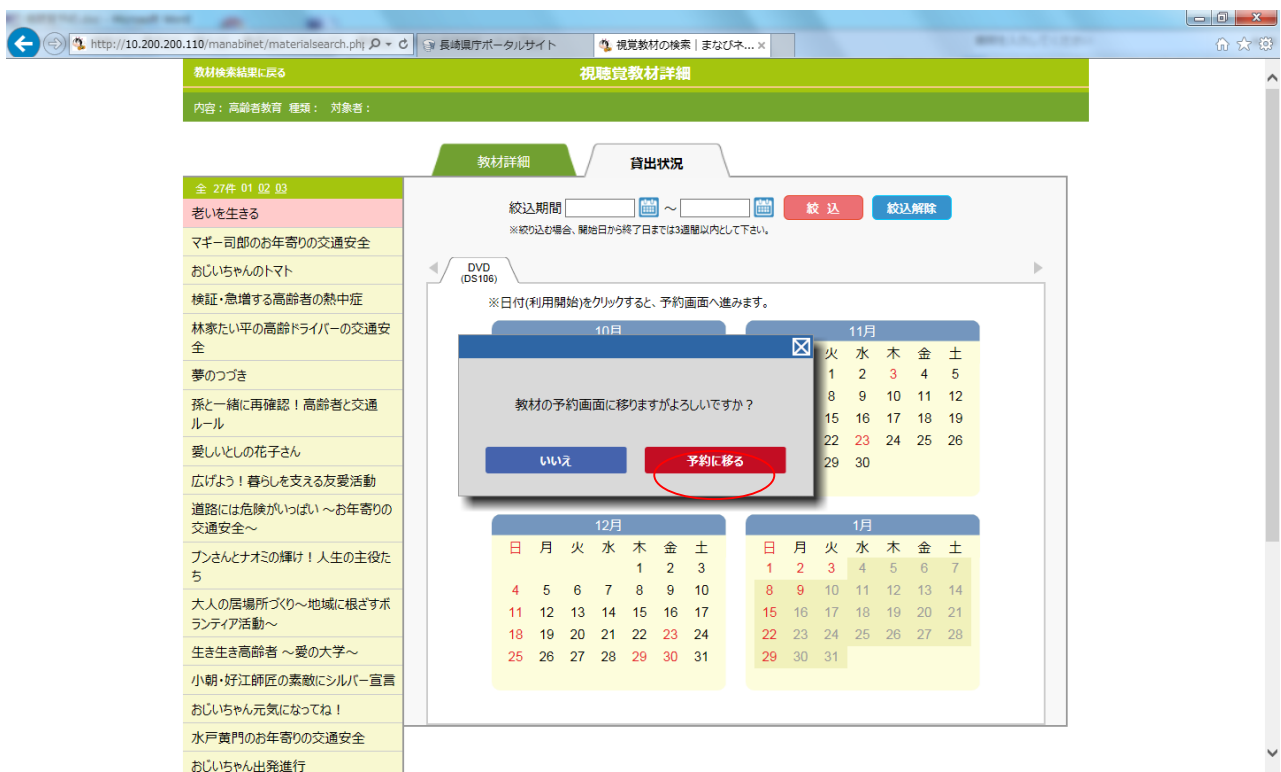 http://10.200.200.110/manabinet/materialsearch.ph
長崎県庁ポータルサイト
視覚教材の検索 | まなびネ... ×
教材検索結果に戻る
視聴覚教材詳細
内容： 高齢者教育 種類： 対象者：
教材詳細
貸出状況
全 27件 01 02 03
老いを生きる
マギー司郎のお年寄りの交通安全
おじいちゃんのトマト
検証・急増する高齢者の熱中症
林家たい平の高齢ドライバーの交通安
全
夢のつづき
孫と一緒に再確認！高齢者と交通
ルール
愛しいとしの花子さん
広げよう！暮らしを支える友愛活動
道路には危険がいっぱい ～お年寄りの
交通安全～
ブンさんとナオミの輝け！人生の主役た
ち
大人の居場所づくり～地域に根ざすボ
ランティア活動～
生き生き高齢者 ～愛の大学～
小朝・好江師匠の素敵にシルバー宣言
おじいちゃん元気になってね！
水戸黄門のお年寄りの交通安全
おじいちゃん出発進行
絞込期間 ～ 絞 込 絞込解除
※絞り込む場合、開始日から終了日までは3週間以内として下さい。
DVD
(DS106)
※日付(利用開始)をクリックすると、予約画面へ進みます。
10月
11月
火 水 木 金 土
1 2 3 4 5
8 9 10 11 12
15 16 17 18 19
22 23 24 25 26
29 30
教材の予約画面に移りますがよろしいですか？
いいえ
予約に移る
12月
日 月 火 水 木 金 土
1 2 3
4 5 6 7 8 9 10
11 12 13 14 15 16 17
18 19 20 21 22 23 24
25 26 27 28 29 30 31
1月
日 月 火 水 木 金 土
1 2 3 4 5 6 7
8 9 10 11 12 13 14
15 16 17 18 19 20 21
22 23 24 25 26 27 28
29 30 31